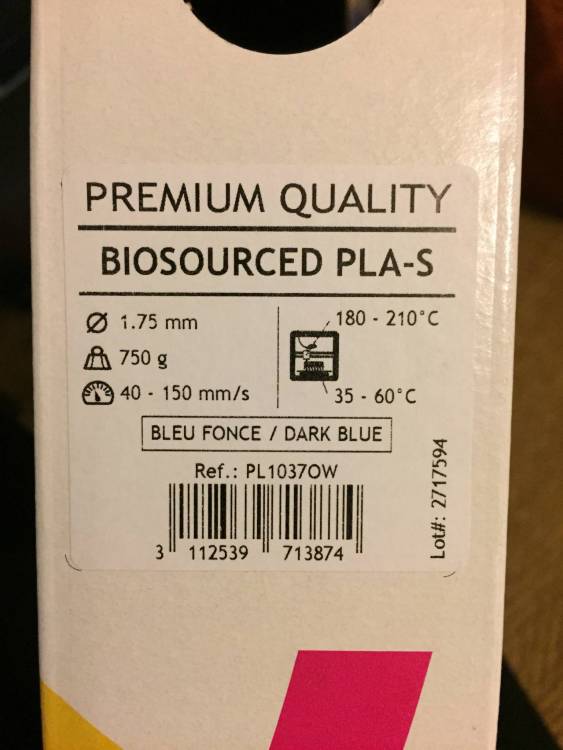 PREMIUM QUALITY
BIOSOURCED PLA-S
1.75 mm
750 g
40 - 150 mm/s
180 - 210°C
35 - 60°C
BLEU FONCE / DARK BLUE
Ref.: PL1037OW
3 112539 713874
Lot#: 2717594